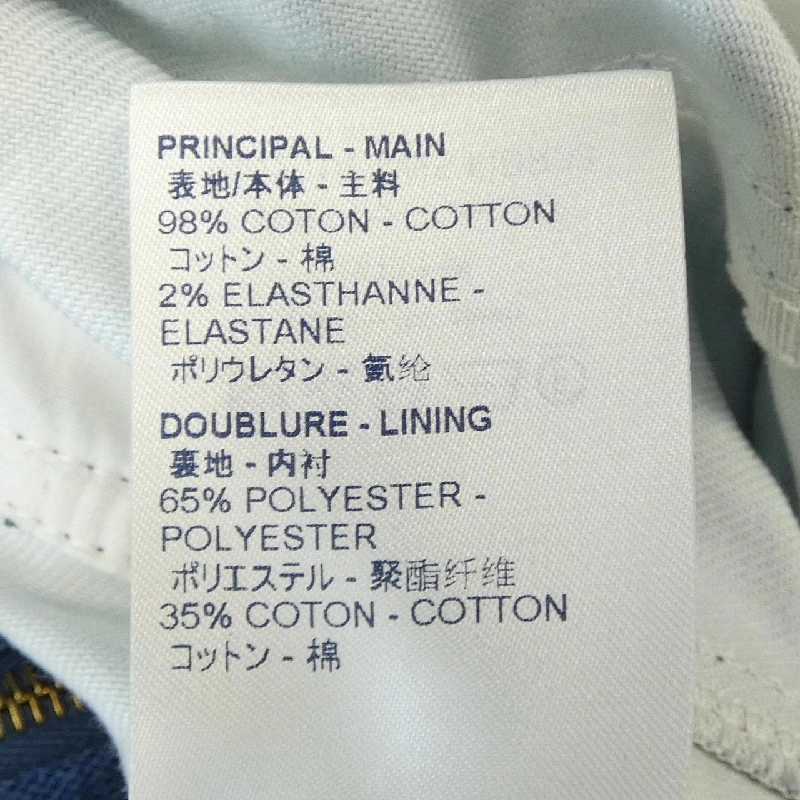 PRINCIPAL - MAIN
表地/本体 - 主料
98% COTON - COTTON
コットン - 棉
2% ELASTHANNE -
ELASTANE
ポリウレタン - 氨纶
DOUBLURE - LINING
裏地 - 内衬
65% POLYESTER -
POLYESTER
ポリエステル - 聚酯纤维
35% COTON - COTTON
コットン - 棉